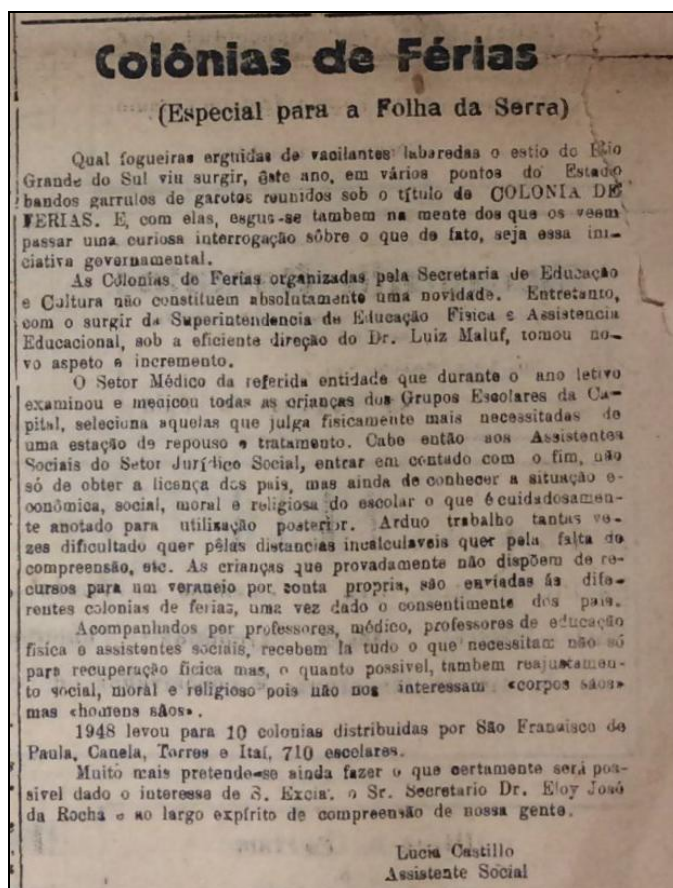 Colônias de Férias
(Especial para a Folha da Serra)
Qual fogueiras erguidas de vacilantes labaredas o estio do Rio
Grande do Sul viu surgir, êste ano, em vários pontos do Estado
bandos garrulos de garotos reunidos sob o título de COLONIA DE
FERIAS. E, com elas, esgue-se tambem na mente dos que os veem
passar uma curiosa interrogação sôbre o que de fato, seja essa ini-
ciativa governamental.
As Colonias de Ferias organizadas pela Secretaria de Educação
e Cultura não constituem absolutamente uma novidade. Entretanto,
com o surgir da Superintendencia de Educação Fisica e Assistencia
Educacional, sob a eficiente direção do Dr. Luiz Maluf, tomou no-
vo aspeto e incremento.
O Setor Médico da referida entidade que durante o ano letivo
examinou e medicou todas as crianças dos Grupos Escolares da Ca-
pital, seleciona aquelas que julga fisicamente mais necessitadas de
uma estação de repouso e tratamento. Cabe então aos Assistentes
Sociais do Setor Jurídico Social, entrar em contado com o fim, não
só de obter a licença dos pais, mas ainda de conhecer a situação e-
conômica, social, moral e religiosa do escolar o que é cuidadosamen-
te anotado para utilisação posterior. Arduo trabalho tantas ve-
zes dificultado quer pêlas distancias incalculaveis quer pela falta de
compreensão, etc. As crianças que provadamente não dispõem de re-
cursos para um veraneio por conta propria, são enviadas ás dife-
rentes colonias de ferias, uma vez dado o consentimente dos pais.
Acompanhados por professores, médico, professores de educação
fisica e assistentes sociais, recebem la tudo o que necessitam não só
para recuperação ficica mas, o quanto possivel, tambem reajustamen-
to social, moral e religioso pois não nos interessam «corpos sãos»
mas «homens sãos».
1948 levou para 10 colonias distribuidas por São Francisco de
Paula, Canela, Torres e Itaí, 710 escolares.
Muito mais pretende-se ainda fazer o que certamente será pos-
sivel dado o interesse de S. Excia. o Sr. Secretario Dr. Eloy José
da Rocha e ao largo expírito de compreensão de nossa gente.
Lucia Castillo
Assistente Social